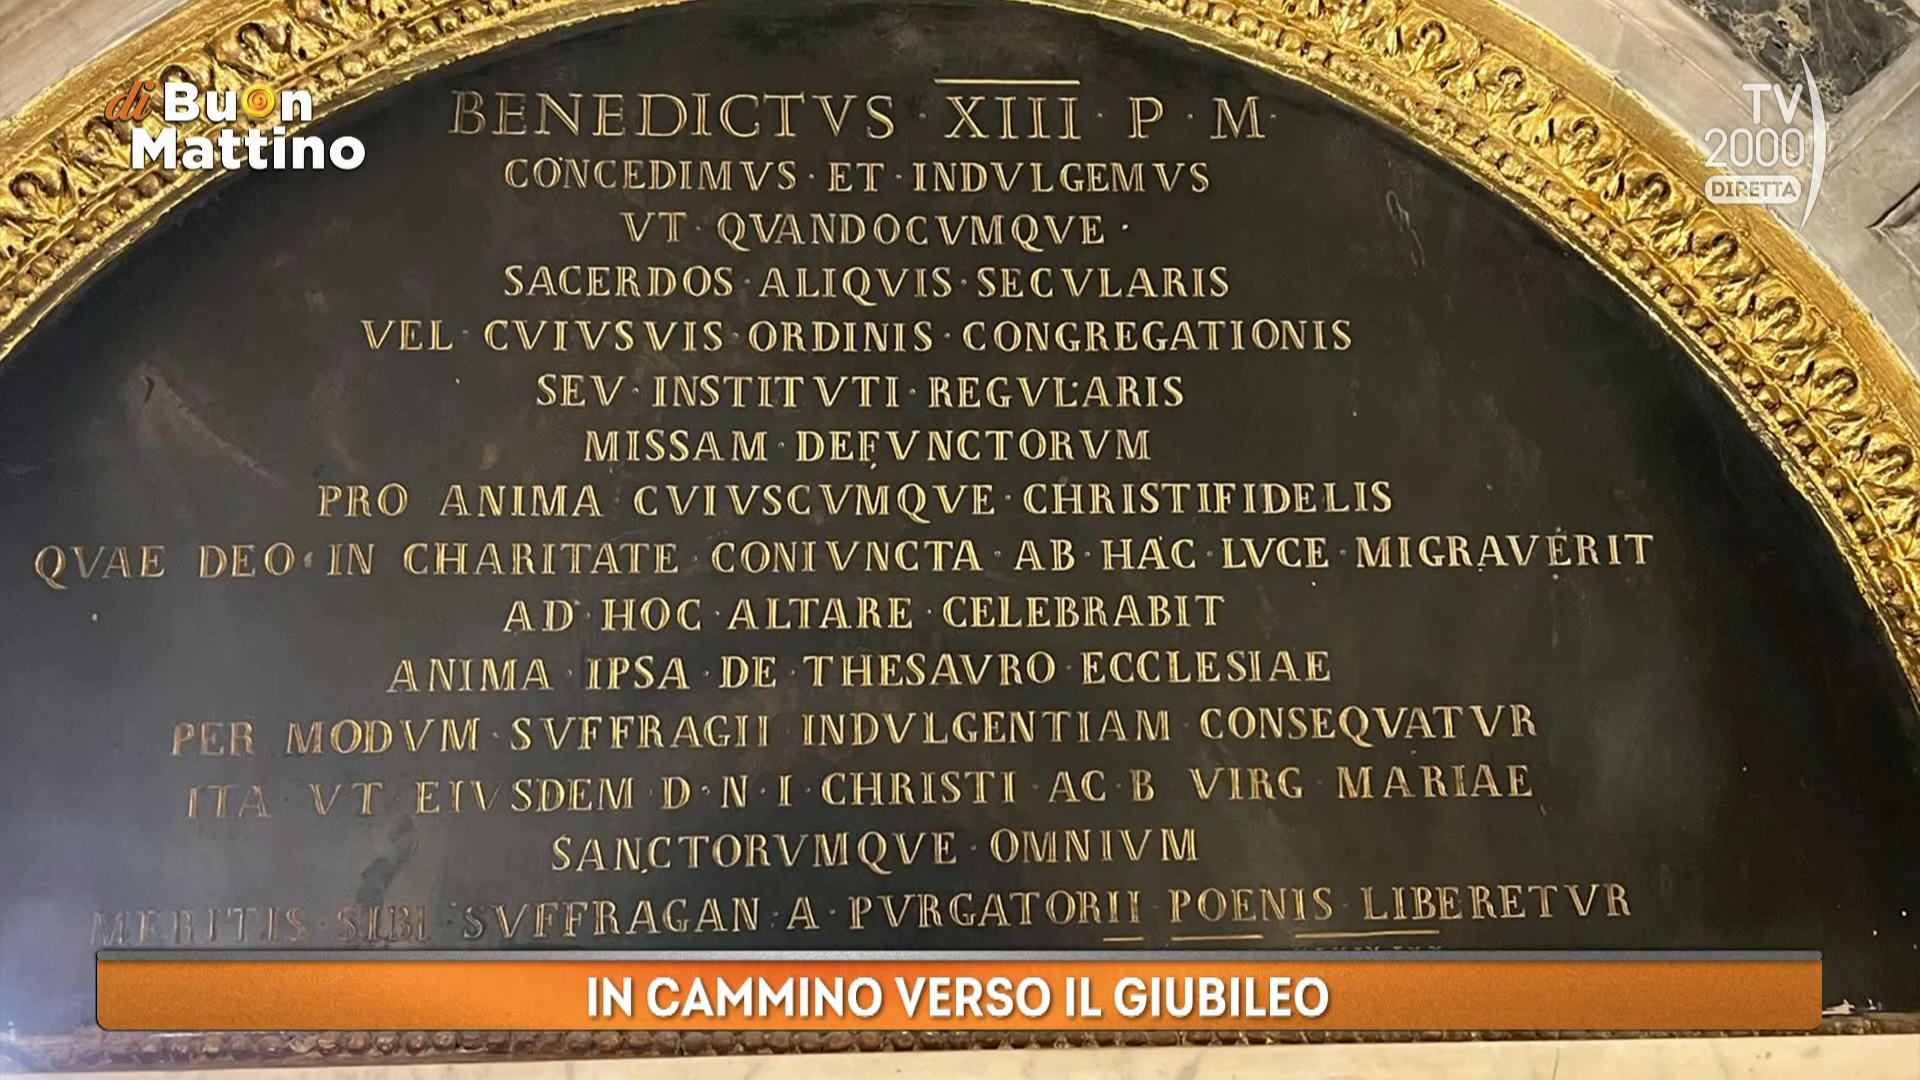 di Buon
Mattino
TV
2000
DIRETTA
BENEDICTVS · XIII · P · M ·
CONCEDIMVS · ET · INDVLGEMVS
VT · QVANDOCVMQVE ·
SACERDOS · ALIQVIS · SECVLARIS
VEL · CVIVSVIS · ORDINIS · CONGREGATIONIS
SEV · INSTITVTI · REGVLARIS
MISSAM · DEFVNCTORVM
PRO ANIMA CVIVSCVMQVE · CHRISTIFIDELIS
QVAE DEO · IN CHARITATE · CONIVNCTA · AB · HAC · LVCE · MIGRAVERIT
AD · HOC · ALTARE · CELEBRABIT
ANIMA · IPSA · DE · THESAVRO · ECCLESIAE
PER MODVM · SVFFRAGII INDVLGENTIAM CONSEQVATVR
ITA · VT EIVSDEM D · N · I · CHRISTI · AC · B VIRG · MARIAE
SANCTORVMQVE · OMNIVM
MERITIS · SIBI · SVFFRAGAN · A · PVRGATORII POENIS LIBERETVR
IN CAMMINO VERSO IL GIUBILEO